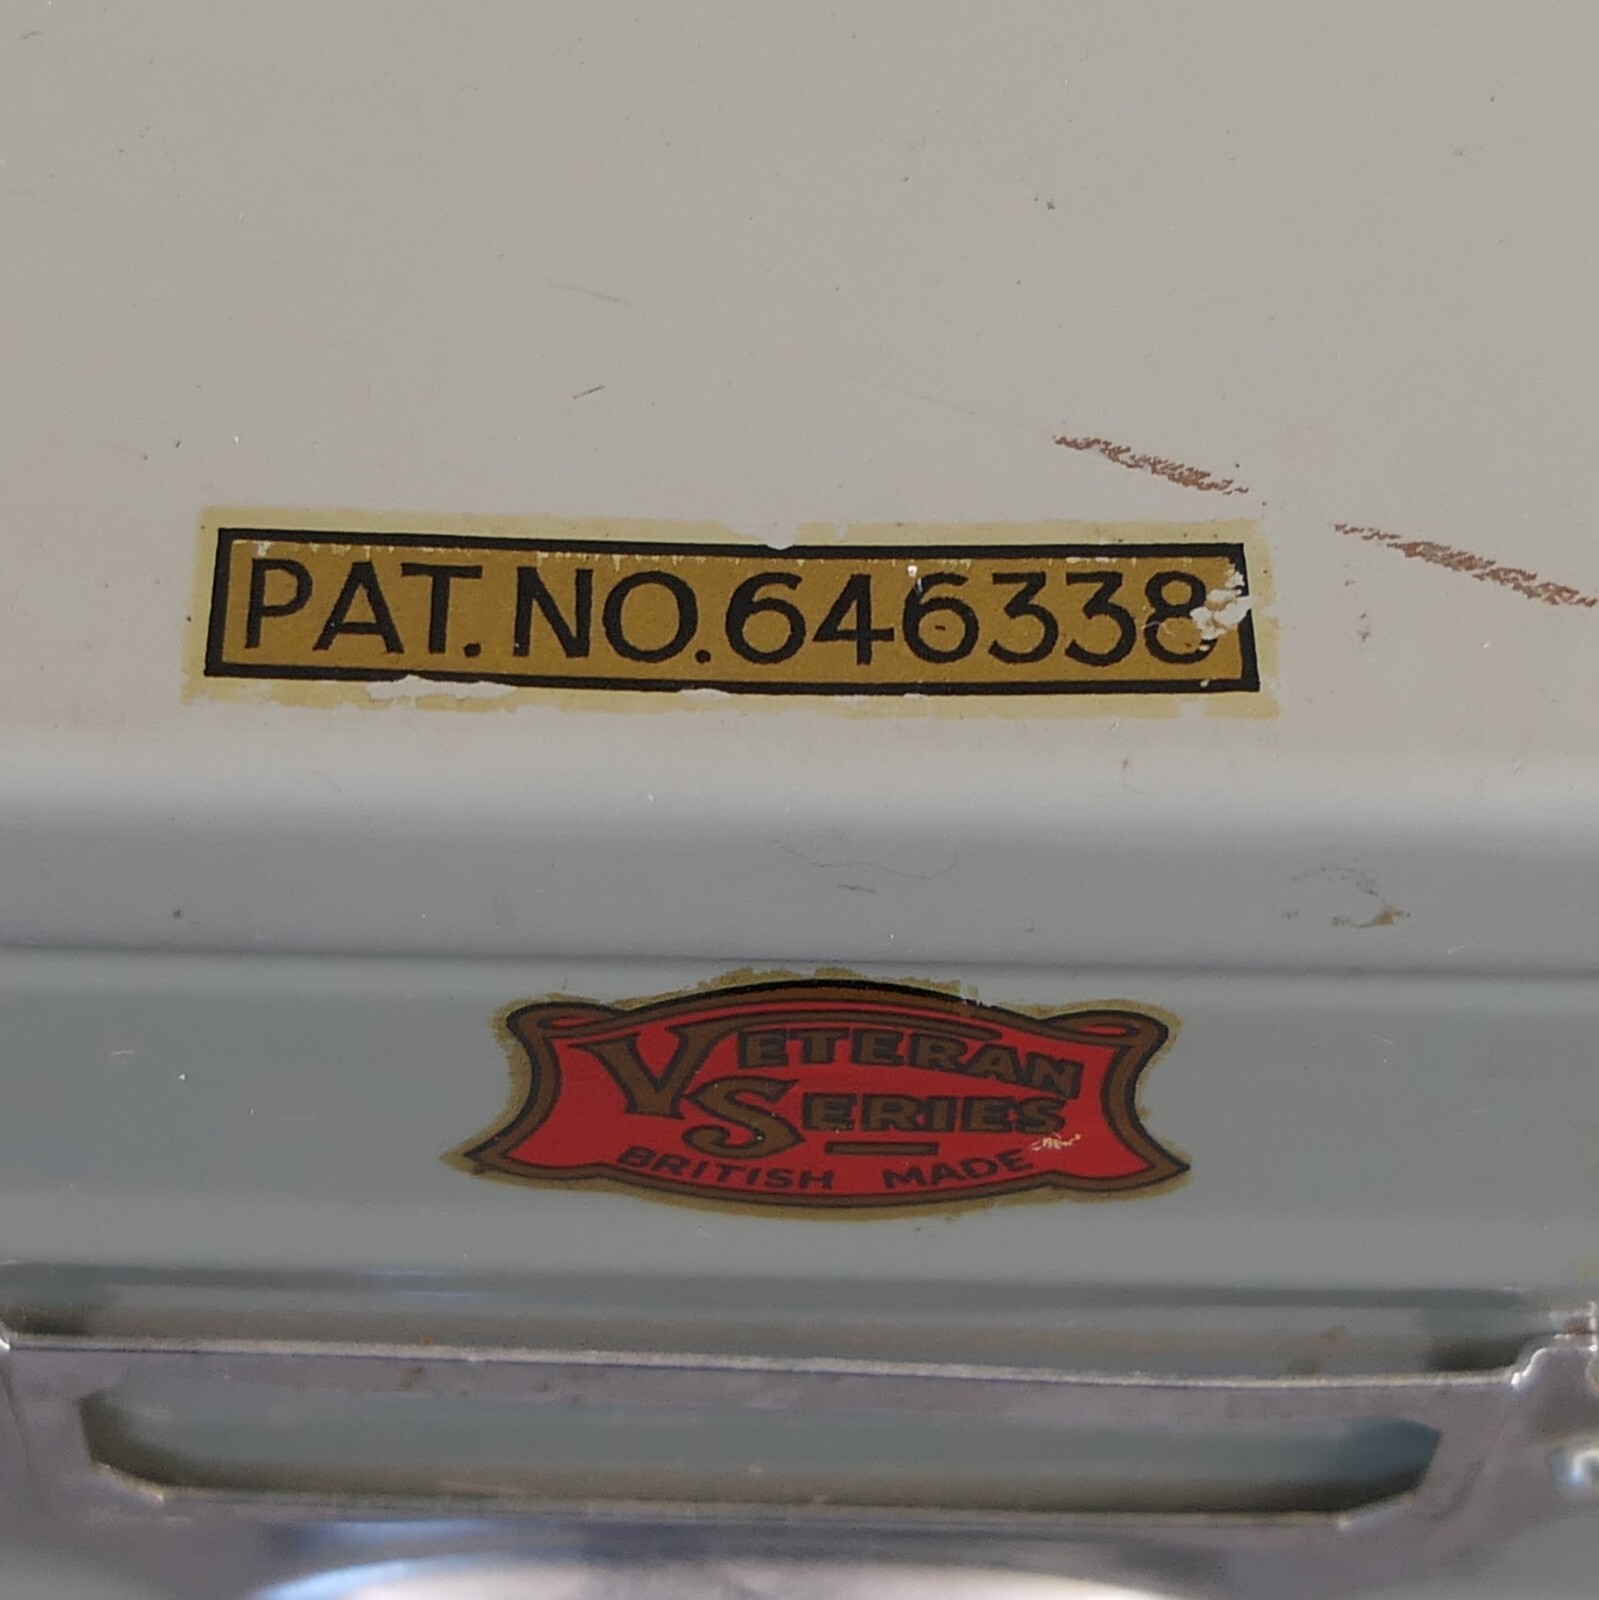 PAT. NO. 646338
VETERAN
SERIES
BRITISH MADE